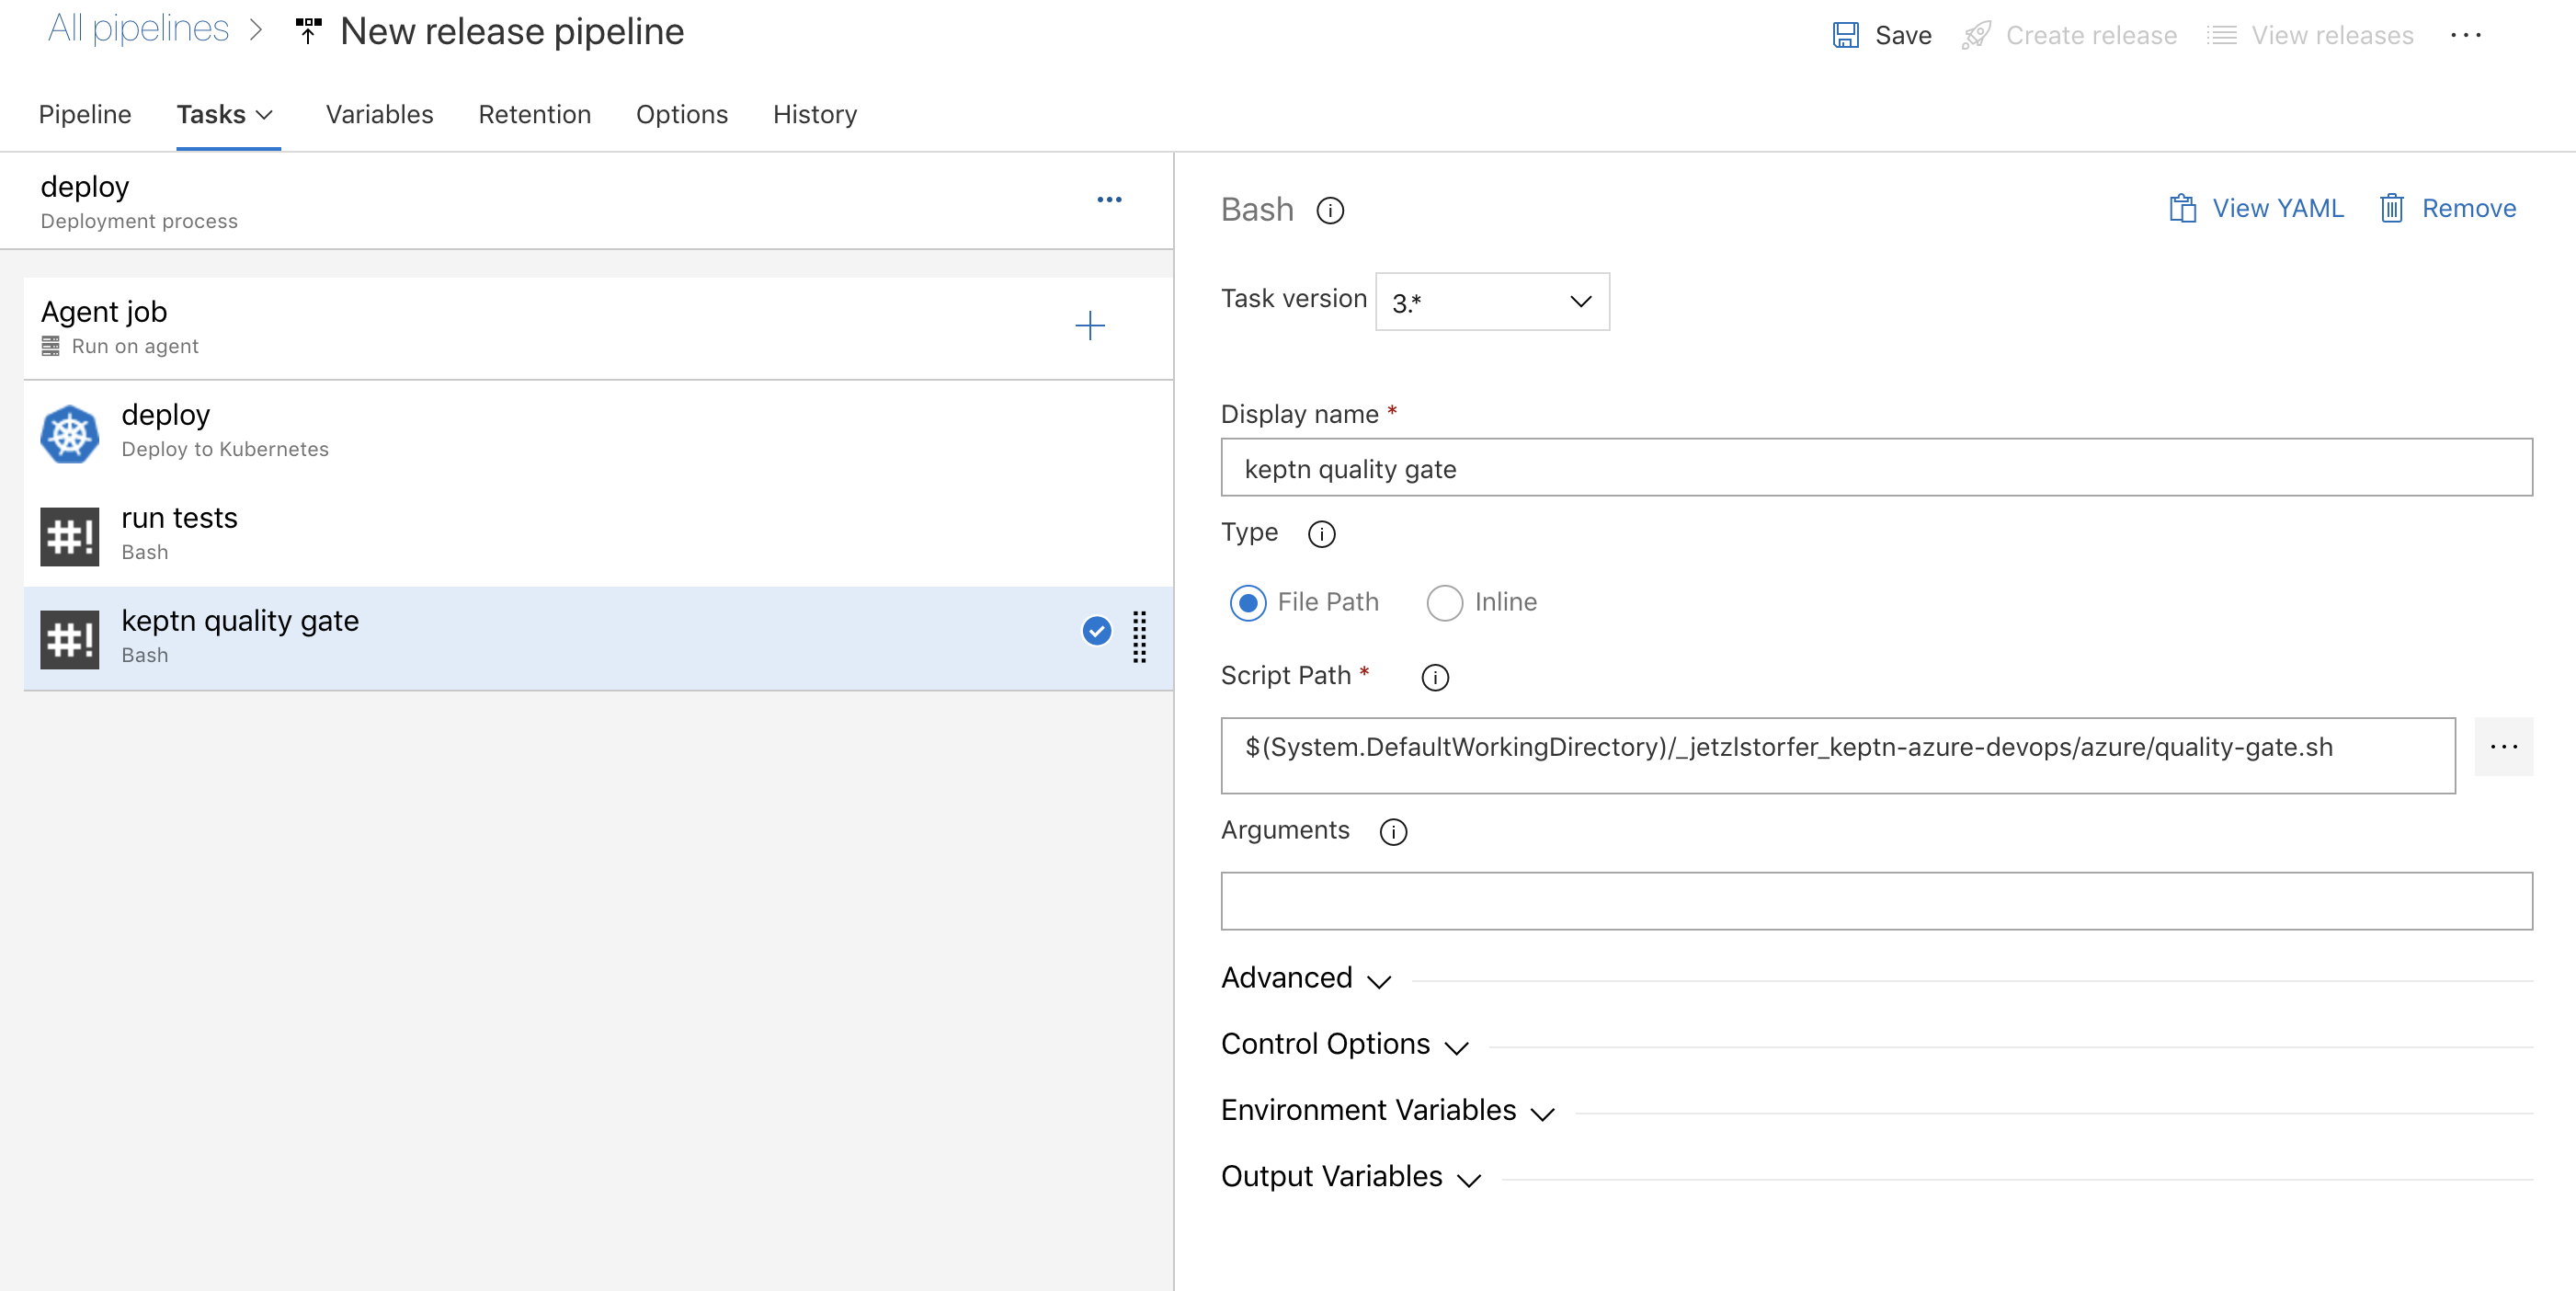 All pipelines > New release pipeline
Save Create release View releases ...
Pipeline Tasks Variables Retention Options History
deploy
Deployment process
...
Agent job
Run on agent
deploy
Deploy to Kubernetes
#! run tests
Bash
#! keptn quality gate
Bash
Bash
View YAML Remove
Task version 3.*
Display name *
keptn quality gate
Type
File Path Inline
Script Path *
$(System.DefaultWorkingDirectory)/_jetzlstorfer_keptn-azure-devops/azure/quality-gate.sh
...
Arguments
Advanced
Control Options
Environment Variables
Output Variables